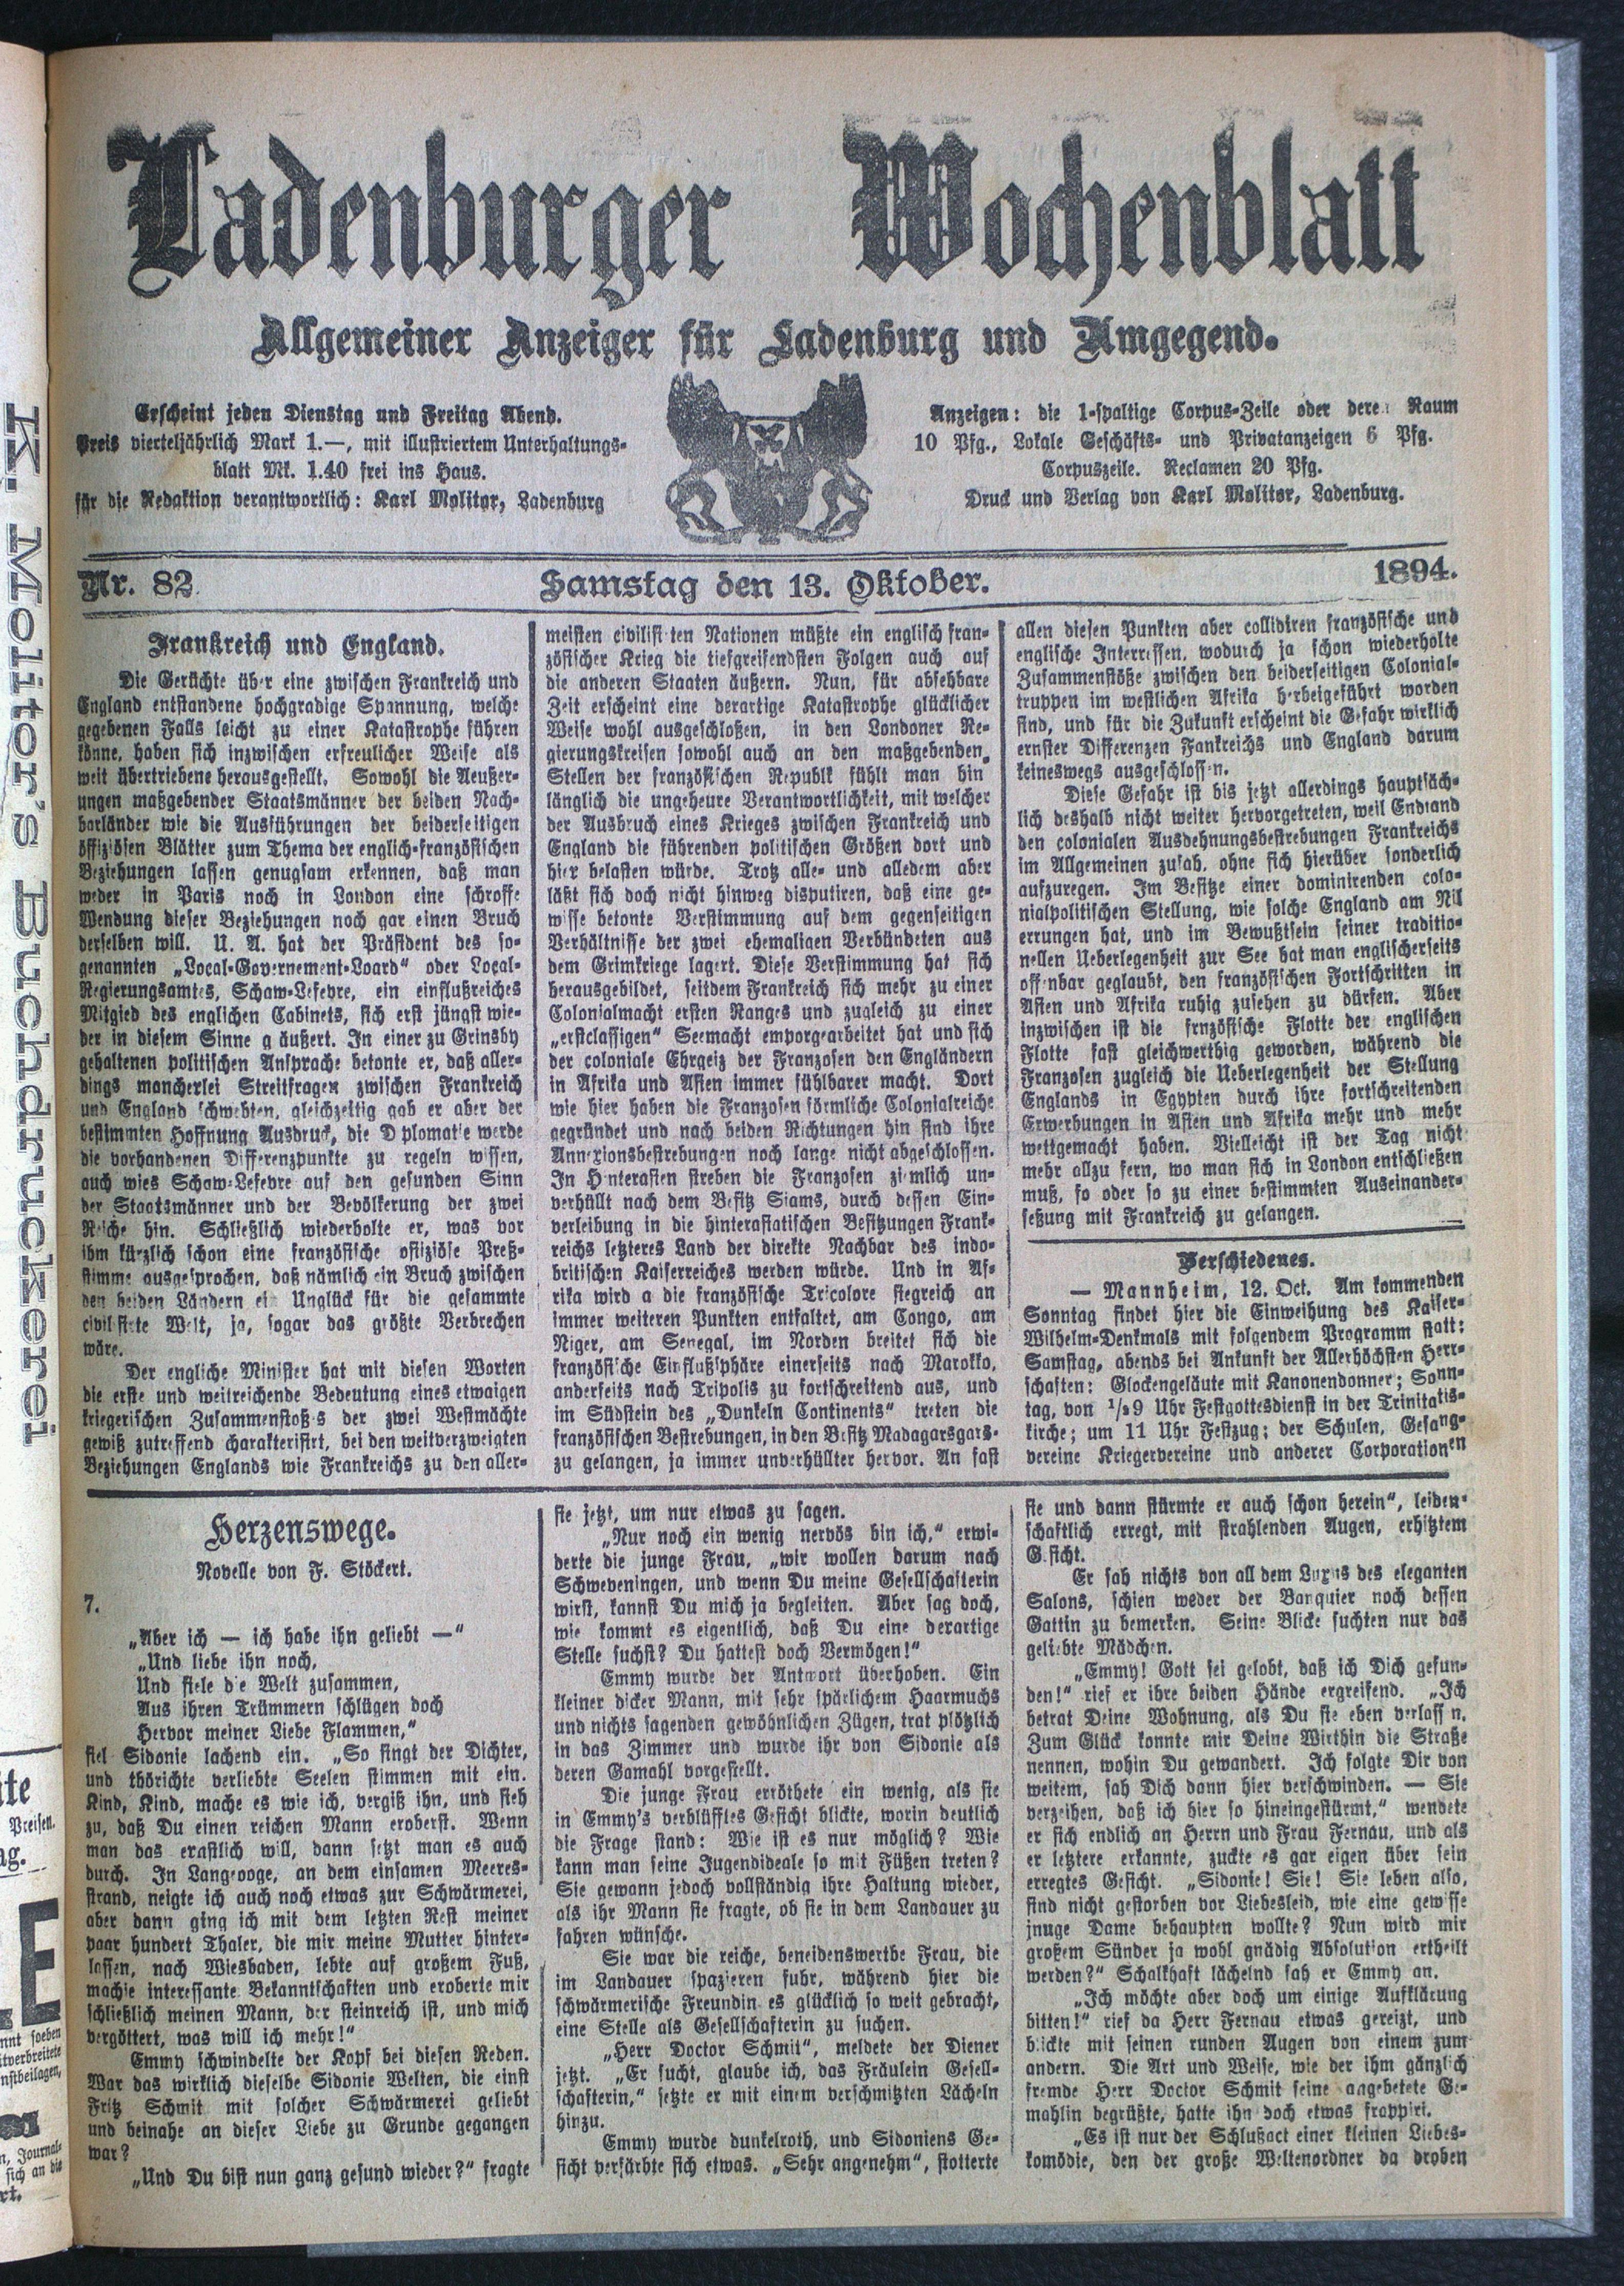 Ladenburger Wochenblatt
Allgemeiner Anzeiger für Ladenburg und Umgegend.
Erscheint jeden Dienstag und Freitag Abend.
Preis vierteljährlich Mark 1.—, mit illustriertem Unterhaltungs-
blatt Mk. 1.40 frei ins Haus.
für die Redaktion verantwortlich: Karl Molitor, Ladenburg
Anzeigen: die 1-spaltige Corpus-Zeile oder deren Raum
10 Pfg., Lokale Geschäfts- und Privatanzeigen 6 Pfg.
Corpuszeile. Reclamen 20 Pfg.
Druck und Verlag von Karl Molitor, Ladenburg.
Nr. 82.
Samstag den 13. Oktober.
1894.
Frankreich und England.
Die Gerüchte über eine zwischen Frankreich und
England entstandene hochgradige Spannung, welche
gegebenen Falls leicht zu einer Katastrophe führen
könne, haben sich inzwischen erfreulicher Weise als
weit übertriebene herausgestellt. Sowohl die Aeußer-
ungen maßgebender Staatsmänner der beiden Nach-
barländer wie die Ausführungen der beiderseitigen
öffiziösen Blätter zum Thema der englich-französischen
Beziehungen lassen genugsam erkennen, daß man
weder in Paris noch in London eine schroffe
Wendung dieser Beziehungen noch gar einen Bruch
derselben will. U. A. hat der Präsident des so-
genannten „Local-Governement-Loard“ oder Local-
Regierungsamtes, Schaw-Lefevre, ein einflußreiches
Mitgied des englichen Cabinets, sich erst jüngst wie-
der in diesem Sinne g äußert. In einer zu Grinsby
gehaltenen politischen Ansprache betonte er, daß aller-
dings mancherlei Streitfragen zwischen Frankreich
und England schwebten, gleichzeitig gab er aber der
bestimmten Hoffnung Ausdruck, die D plomatie werde
die vorhandenen Differenzpunkte zu regeln wissen,
auch wies Schaw-Lefevre auf den gesunden Sinn
der Staatsmänner und der Bevölkerung der zwei
Reiche hin. Schließlich wiederholte er, was vor
ihm kürzlich schon eine französische offiziöse Preß-
stimme ausgesprochen, daß nämlich ein Bruch zwischen
den beiden Ländern ei Unglück für die gesammte
civilisirte Welt, ja, sogar das größte Verbrechen
wäre.
Der engliche Minister hat mit diesen Worten
die erste und weitreichende Bedeutung eines etwaigen
kriegerischen Zusammenstoß s der zwei Westmächte
gewiß zutreffend charakterisirt, bei den weitverzweigten
Beziehungen Englands wie Frankreichs zu den aller-
meisten civilisi ten Nationen müßte ein englisch fran-
zösischer Krieg die tiefgreifendsten Folgen auch auf
die anderen Staaten äußern. Nun, für absehbare
Zeit erscheint eine derartige Katastrophe glücklicher
Weise wohl ausgeschloßen, in den Londoner Re-
gierungskreisen sowohl auch an den maßgebenden
Stellen der französischen Republk fühlt man hin
länglich die ungeheure Verantwortlichkeit, mit welcher
der Ausbruch eines Krieges zwischen Frankreich und
England die führenden politischen Größen dort und
hier belasten würde. Trotz alle- und alledem aber
läßt sich doch nicht hinweg disputiren, daß eine ge-
wisse betonte Verstimmung auf dem gegenseitigen
Verhältnisse der zwei ehemaligen Verbündeten aus
dem Grimkriege lagert. Diese Verstimmung hat sich
herausgebildet, seitdem Frankreich sich mehr zu einer
Colonialmacht ersten Ranges und zugleich zu einer
„erstclassigen“ Seemacht emporgearbeitet hat und sich
der coloniale Ehrgeiz der Franzosen den Engländern
in Afrika und Asien immer fühlbarer macht. Dort
wie hier haben die Franzosen förmliche Colonialreiche
gegründet und nach beiden Richtungen hin sind ihre
Annexionsbestrebungen noch lange nicht abgeschlossen.
In Hinterasien streben die Franzosen ziemlich un-
verhüllt nach dem Besitz Siams, durch dessen Ein-
verleibung in die hinterasiatischen Besitzungen Frank-
reichs letzteres Land der direkte Nachbar des indo-
britischen Kaiserreiches werden würde. Und in Af-
rika wird a die französische Tricolore siegreich an
immer weiteren Punkten entfaltet, am Congo, am
Niger, am Senegal, im Norden breitet sich die
französische Einflußsphäre einerseits nach Marokko,
anderseits nach Tripolis zu fortschreitend aus, und
im Südstein des „Dunkeln Continents“ treten die
französischen Bestrebungen, in den Besitz Madagarsgars-
zu gelangen, ja immer unverhüllter hervor. An fast
allen diesen Punkten aber collidiren französische und
englische Interressen, wodurch ja schon wiederholte
Zusammenstöße zwischen den beiderseitigen Colonial-
truppen im westlichen Afrika herbeigeführt worden
sind, und für die Zukunft erscheint die Gefahr wirklich
ernster Differenzen Fankreichs und England darum
keineswegs ausgeschloss n.
Diese Gefahr ist bis jetzt allerdings hauptsäch-
lich deshalb nicht weiter hervorgetreten, weil Endland
den colonialen Ausdehnungsbestrebungen Frankreichs
im Allgemeinen zusah, ohne sich hierüber sonderlich
aufzuregen. Im Besitze einer dominirenden colo-
nialpolitischen Stellung, wie solche England am Nil
errungen hat, und im Bewußtsein seiner traditio-
nellen Ueberlegenheit zur See hat man englischerseits
offenbar geglaubt, den französischen Fortschritten in
Asien und Afrika ruhig zusehen zu dürfen. Aber
inzwischen ist die frnzösische Flotte der englischen
Flotte fast gleichwerthig geworden, während die
Franzosen zugleich die Ueberlegenheit der Stellung
Englands in Egypten durch ihre fortschreitenden
Erwerbungen in Asien und Afrika mehr und mehr
wettgemacht haben. Vielleicht ist der Tag nicht
mehr allzu fern, wo man sich in London entschließen
muß, so oder so zu einer bestimmten Auseinander-
setzung mit Frankreich zu gelangen.
Verschiedenes.
— Mannheim, 12. Oct. Am kommenden
Sonntag findet hier die Einweihung des Kaiser-
Wilhelm-Denkmals mit folgendem Programm statt:
Samstag, abends bei Ankunft der Allerhöchsten Herr-
schaften: Glockengeläute mit Kanonendonner; Sonn-
tag, von 1/29 Uhr Festgottesdienst in der Trinitatis-
kirche; um 11 Uhr Festzug; der Schulen, Gesang-
vereine Kriegervereine und anderer Corporationen
Herzenswege.
Novelle von F. Stöckert.
7.
„Aber ich — ich habe ihn geliebt —“
„Und liebe ihn noch,
Und fiele die Welt zusammen,
Aus ihren Trümmern schlügen doch
Hervor meiner Liebe Flammen,“
fiel Sidonie lachend ein. „So singt der Dichter,
und thörichte verliebte Seelen stimmen mit ein.
Kind, Kind, mache es wie ich, vergiß ihn, und sieh
zu, daß Du einen reichen Mann eroberst. Wenn
man das erastlich will, dann setzt man es auch
durch. In Langeooge, an dem einsamen Meeres-
strand, neigte ich auch noch etwas zur Schwärmerei,
aber dann ging ich mit dem letzten Rest meiner
paar hundert Thaler, die mir meine Mutter hinter-
lassen, nach Wiesbaden, lebte auf großem Fuß,
machte interessante Bekanntschaften und eroberte mir
schließlich meinen Mann, der steinreich ist, und mich
vergöttert, was will ich mehr!“
Emmy schwindelte der Kopf bei diesen Reden.
War das wirklich dieselbe Sidonie Welten, die einst
Fritz Schmit mit solcher Schwärmerei geliebt
und beinahe an dieser Liebe zu Grunde gegangen
war?
„Und Du bist nun ganz gesund wieder?“ fragte
sie jetzt, um nur etwas zu sagen.
„Nur noch ein wenig nervös bin ich,“ erwi-
derte die junge Frau, „wir wollen darum nach
Schweveningen, und wenn Du meine Gesellschafterin
wirst, kannst Du mich ja begleiten. Aber sag doch,
wie kommt es eigentlich, daß Du eine derartige
Stelle suchst? Du hattest doch Vermögen!“
Emmy wurde der Antwort überhoben. Ein
kleiner dicker Mann, mit sehr spärlichem Haarwuchs
und nichts sagenden gewöhnlichen Zügen, trat plötzlich
in das Zimmer und wurde ihr von Sidonie als
deren Gamahl vorgestellt.
Die junge Frau erröthete ein wenig, als sie
in Emmy's verblüfftes Gesicht blickte, worin deutlich
die Frage stand: Wie ist es nur möglich? Wie
kann man seine Jugendideale so mit Füßen treten?
Sie gewann jedoch vollständig ihre Haltung wieder,
als ihr Mann sie fragte, ob sie in dem Landauer zu
fahren wünsche.
Sie war die reiche, beneidenswerthe Frau, die
im Landauer spazieren fuhr, während hier die
schwärmerische Freundin es glücklich so weit gebracht,
eine Stelle als Gesellschafterin zu suchen.
„Herr Doctor Schmit“, meldete der Diener
jetzt. „Er sucht, glaube ich, das Fräulein Gesell-
schafterin,“ setzte er mit einem verschmitzten Lächeln
hinzu.
Emmy wurde dunkelroth, und Sidoniens Ge-
sicht verfärbte sich etwas. „Sehr angenehm“, stotterte
sie und dann stürmte er auch schon herein“, leiden-
schaftlich erregt, mit strahlenden Augen, erhitztem
G sicht.
Er sah nichts von all dem Luxus des eleganten
Salons, schien weder der Banquier noch dessen
Gattin zu bemerken. Seine Blicke suchten nur das
geliebte Mädchen.
„Emmy! Gott sei gelobt, daß ich Dich gefun-
den!“ rief er ihre beiden Hände ergreifend. „Ich
betrat Deine Wohnung, als Du sie eben verlass n.
Zum Glück konnte mir Deine Wirthin die Straße
nennen, wohin Du gewandert. Ich folgte Dir von
weitem, sah Dich dann hier verschwinden. — Sie
verzeihen, daß ich hier so hineingestürmt,“ wendete
er sich endlich an Herrn und Frau Fernau, und als
er letztere erkannte, zuckte es gar eigen über sein
erregtes Gesicht. „Sidonie! Sie! Sie leben also,
sind nicht gestorben vor Liebesleid, wie eine gewisse
jnuge Dame behaupten wollte? Nun wird mir
großem Sünder ja wohl gnädig Absolution ertheilt
werden?“ Schalkhaft lächelnd sah er Emmy an.
„Ich möchte aber doch um einige Aufklärung
bitten!“ rief da Herr Fernau etwas gereizt, und
blickte mit seinen runden Augen von einem zum
andern. Die Art und Weise, wie der ihm gänzlich
fremde Herr Doctor Schmit seine angebetete Ge-
mahlin begrüßte, hatte ihn doch etwas frappiri.
„Es ist nur der Schlußact einer kleinen Liebes-
komödie, den der große Weltenordner da droben
K. Molitor's Buchdruckerei
Preisen.
nnt soeben
itverbreitete
nstbeilagen,
n, Journal-
sich an die